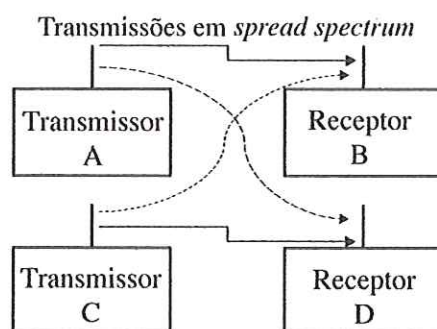 Transmissões em spread spectrum
Transmissor
A
Receptor
B
Transmissor
C
Receptor
D